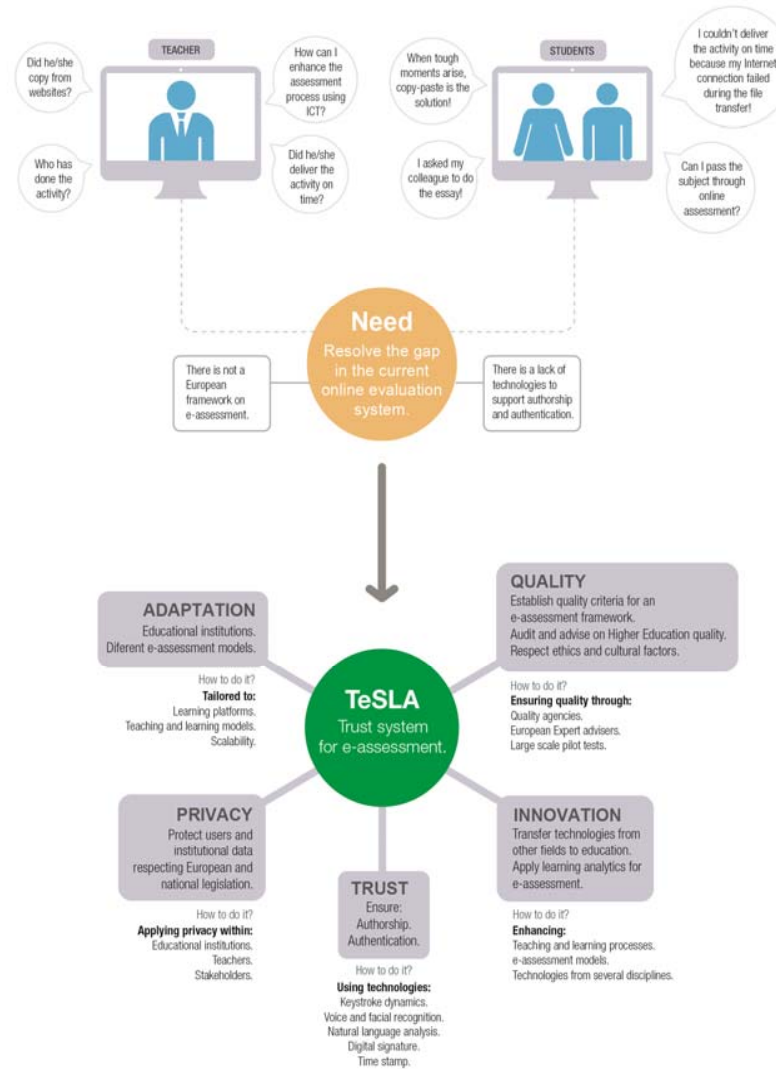 TEACHER
Did he/she
copy from
websites?
How can I
enhance the
assessment
process using
ICT?
Who has
done the
activity?
Did he/she
deliver the
activity on
time?
STUDENTS
When tough
moments arise,
copy-paste is the
solution!
I couldn't deliver
the activity on time
because my Internet
connection failed
during the file
transfer!
I asked my
colleague to do
the essay!
Can I pass the
subject through
online
assessment?
Need
Resolve the gap
in the current
online evaluation
system.
There is not a
European
framework on
e-assessment.
There is a lack of
technologies to
support authorship
and authentication.
ADAPTATION
Educational institutions.
Diferent e-assessment models.
How to do it?
Tailored to:
Learning platforms.
Teaching and learning models.
Scalability.
QUALITY
Establish quality criteria for an
e-assessment framework.
Audit and advise on Higher Education quality.
Respect ethics and cultural factors.
How to do it?
Ensuring quality through:
Quality agencies.
European Expert advisers.
Large scale pilot tests.
TeSLA
Trust system
for e-assessment.
PRIVACY
Protect users and
institutional data
respecting European and
national legislation.
How to do it?
Applying privacy within:
Educational institutions.
Teachers.
Stakeholders.
TRUST
Ensure:
Authorship.
Authentication.
How to do it?
Using technologies:
Keystroke dynamics.
Voice and facial recognition.
Natural language analysis.
Digital signature.
Time stamp.
INNOVATION
Transfer technologies from
other fields to education.
Apply learning analytics for
e-assessment.
How to do it?
Enhancing:
Teaching and learning processes.
e-assessment models.
Technologies from several disciplines.